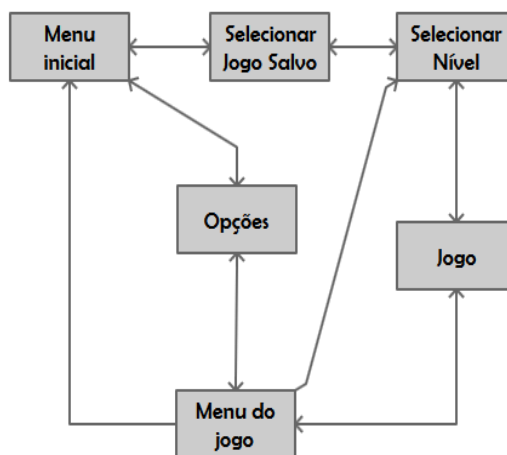 Menu
inicial
Selecionar
Jogo Salvo
Selecionar
Nível
Opções
Jogo
Menu do
jogo